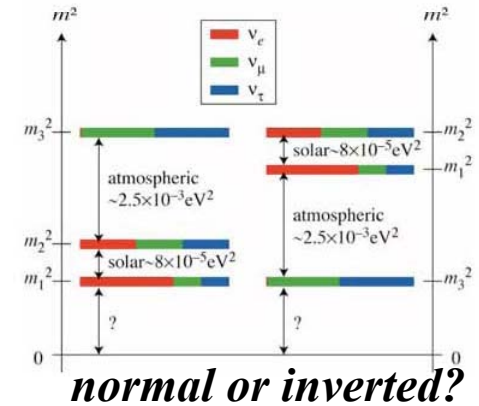 m² m²
νe
νμ
ντ
m₃² m₂²
solar~8×10⁻⁵eV²
m₁²
atmospheric
~2.5×10⁻³eV²
atmospheric
~2.5×10⁻³eV²
m₂²
solar~8×10⁻⁵eV²
m₁² m₃²
? ?
0 0
normal or inverted?